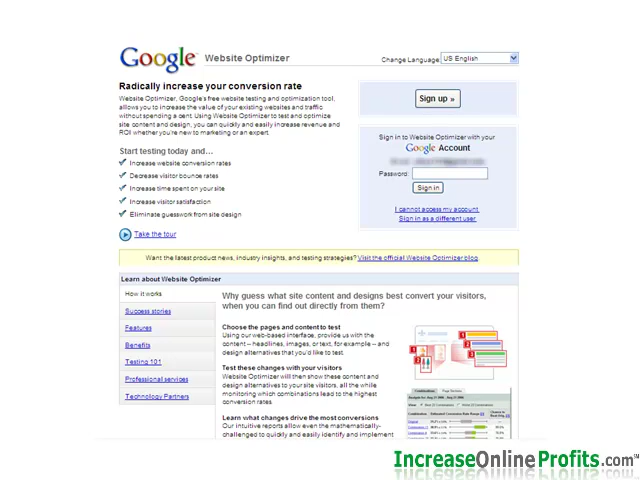 Google Website Optimizer
Change Language: US English
Radically increase your conversion rate
Website Optimizer, Google's free website testing and optimization tool,
allows you to increase the value of your existing websites and traffic
without spending a cent. Using Website Optimizer to test and optimize
site content and design, you can quickly and easily increase revenue and
ROI whether you're new to marketing or an expert.
Start testing today and...
Increase website conversion rates
Decrease visitor bounce rates
Increase time spent on your site
Increase visitor satisfaction
Eliminate guesswork from site design
Take the tour
Sign up »
Sign in to Website Optimizer with your
Google Account
Password:
Sign in
I cannot access my account
Sign in as a different user
Want the latest product news, industry insights, and testing strategies? Visit the official Website Optimizer blog.
Learn about Website Optimizer
How it works
Success stories
Features
Benefits
Testing 101
Professional services
Technology Partners
Why guess what site content and designs best convert your visitors,
when you can find out directly from them?
Choose the pages and content to test
Using our web-based interface, provide us with the
content – headlines, images, or text, for example – and
design alternatives that you'd like to test.
Test these changes with your visitors
Website Optimizer will then show these content and
design alternatives to your site visitors, all the while
monitoring which combinations lead to the highest
conversion rates
Learn what changes drive the most conversions
Our intuitive reports allow even the mathematically-
challenged to quickly and easily identify and implement
IncreaseOnlineProfits.com